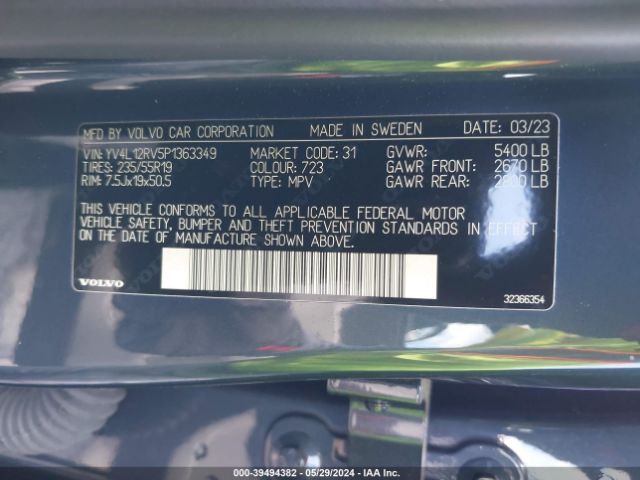 MFD BY VOLVO CAR CORPORATION MADE IN SWEDEN DATE: 03/23
VIN: YV4L12RV5P1363349 MARKET CODE: 31 GVWR: 5400 LB
TIRES: 235/55R19 COLOUR: 723 GAWR FRONT: 2670 LB
RIM: 7.5Jx19x50.5 TYPE: MPV GAWR REAR: LB
THIS VEHICLE CONFORMS TO ALL APPLICABLE FEDERAL MOTOR
VEHICLE SAFETY, BUMPER AND THEFT PREVENTION STANDARDS IN EFFECT
ON THE DATE OF MANUFACTURE SHOWN ABOVE.
VOLVO
32366354
000-39494382 - 05/29/2024 - IAA Inc.